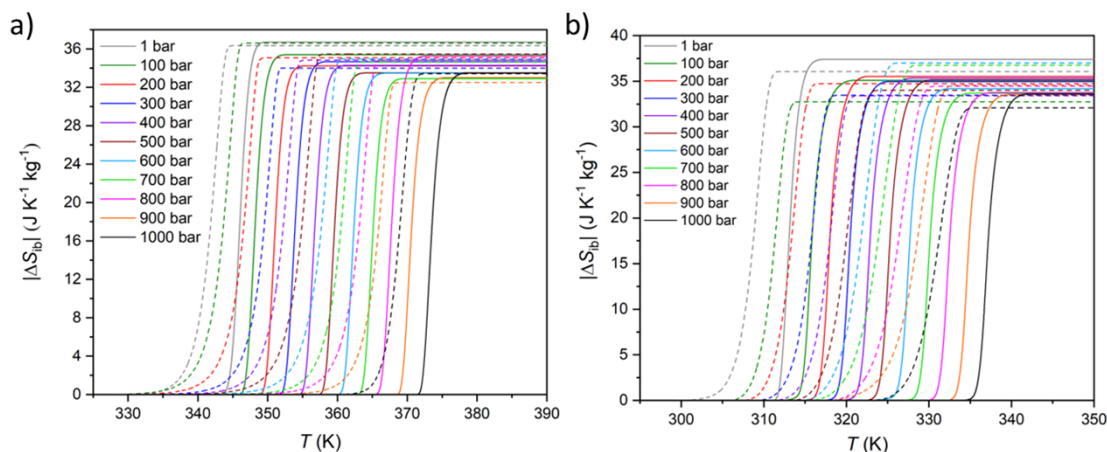 a)
|ΔS_ib| (J K⁻¹ kg⁻¹)
36
32
28
24
20
16
12
8
4
0
1 bar
100 bar
200 bar
300 bar
400 bar
500 bar
600 bar
700 bar
800 bar
900 bar
1000 bar
330 340 350 360 370 380 390
T (K)
b)
|ΔS_ib| (J K⁻¹ kg⁻¹)
40
35
30
25
20
15
10
5
0
1 bar
100 bar
200 bar
300 bar
400 bar
500 bar
600 bar
700 bar
800 bar
900 bar
1000 bar
300 310 320 330 340 350
T (K)